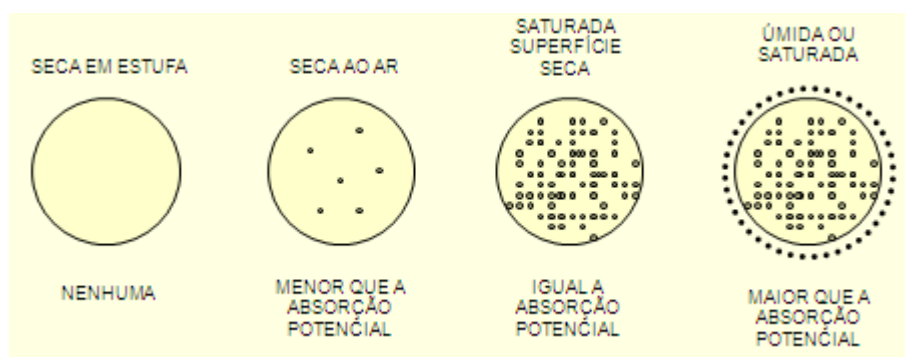 SECA EM ESTUFA
SECA AO AR
SATURADA
SUPERFÍCIE
SECA
ÚMIDA OU
SATURADA
NENHUMA
MENOR QUE A
ABSORÇÃO
POTENCIAL
IGUAL A
ABSORÇÃO
POTENCIAL
MAIOR QUE A
ABSORÇÃO
POTENCIAL